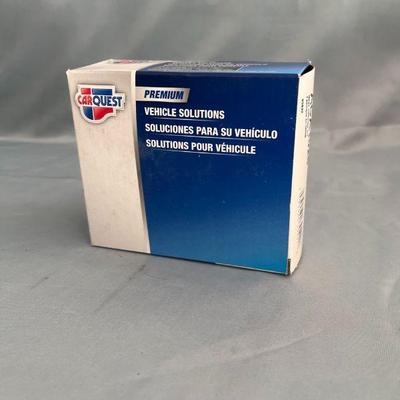 CARQUEST
PREMIUM
VEHICLE SOLUTIONS
SOLUCIONES PARA SU VEHÍCULO
SOLUTIONS POUR VÉHICULE